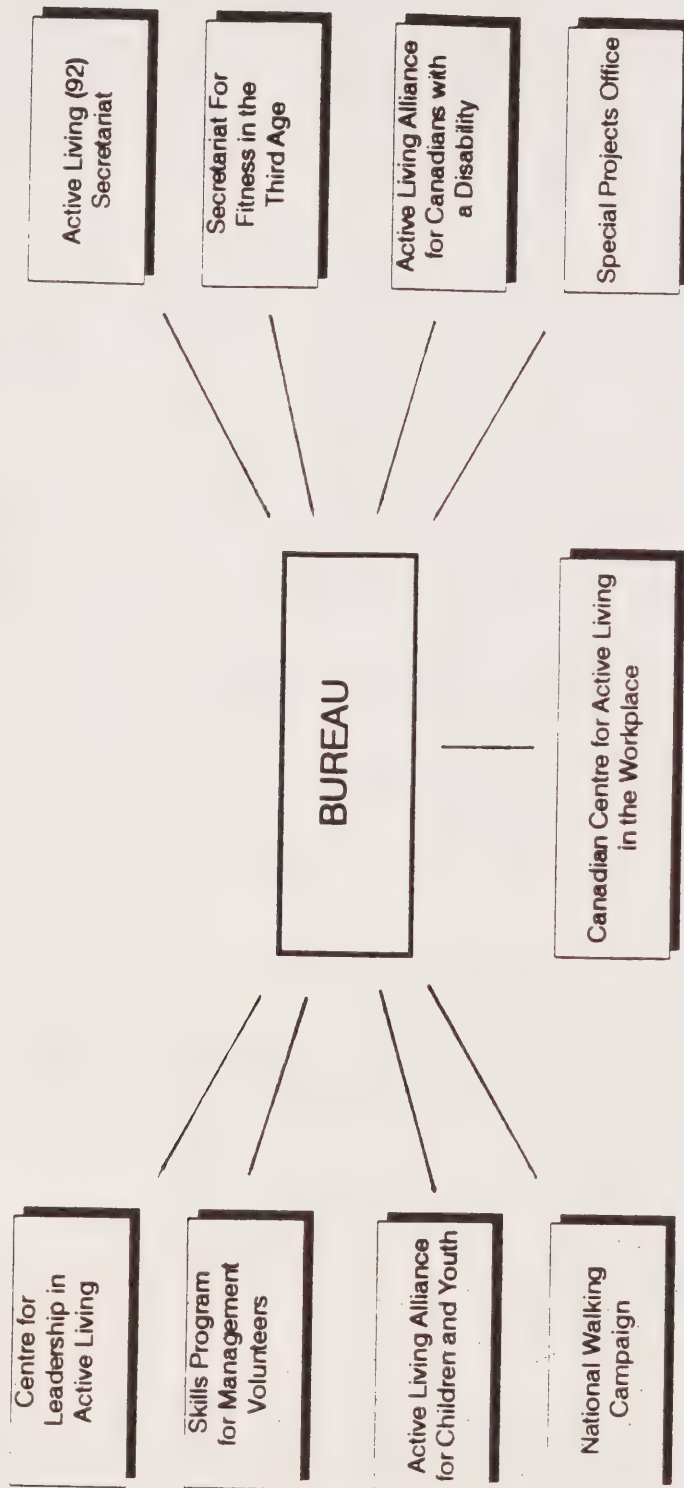 Centre for
Leadership in
Active Living
Skills Program
for Management
Volunteers
Active Living Alliance
for Children and Youth
National Walking
Campaign
BUREAU
Canadian Centre for Active Living
in the Workplace
Active Living (92)
Secretariat
Secretariat For
Fitness in the
Third Age
Active Living Alliance
for Canadians with
a Disability
Special Projects Office